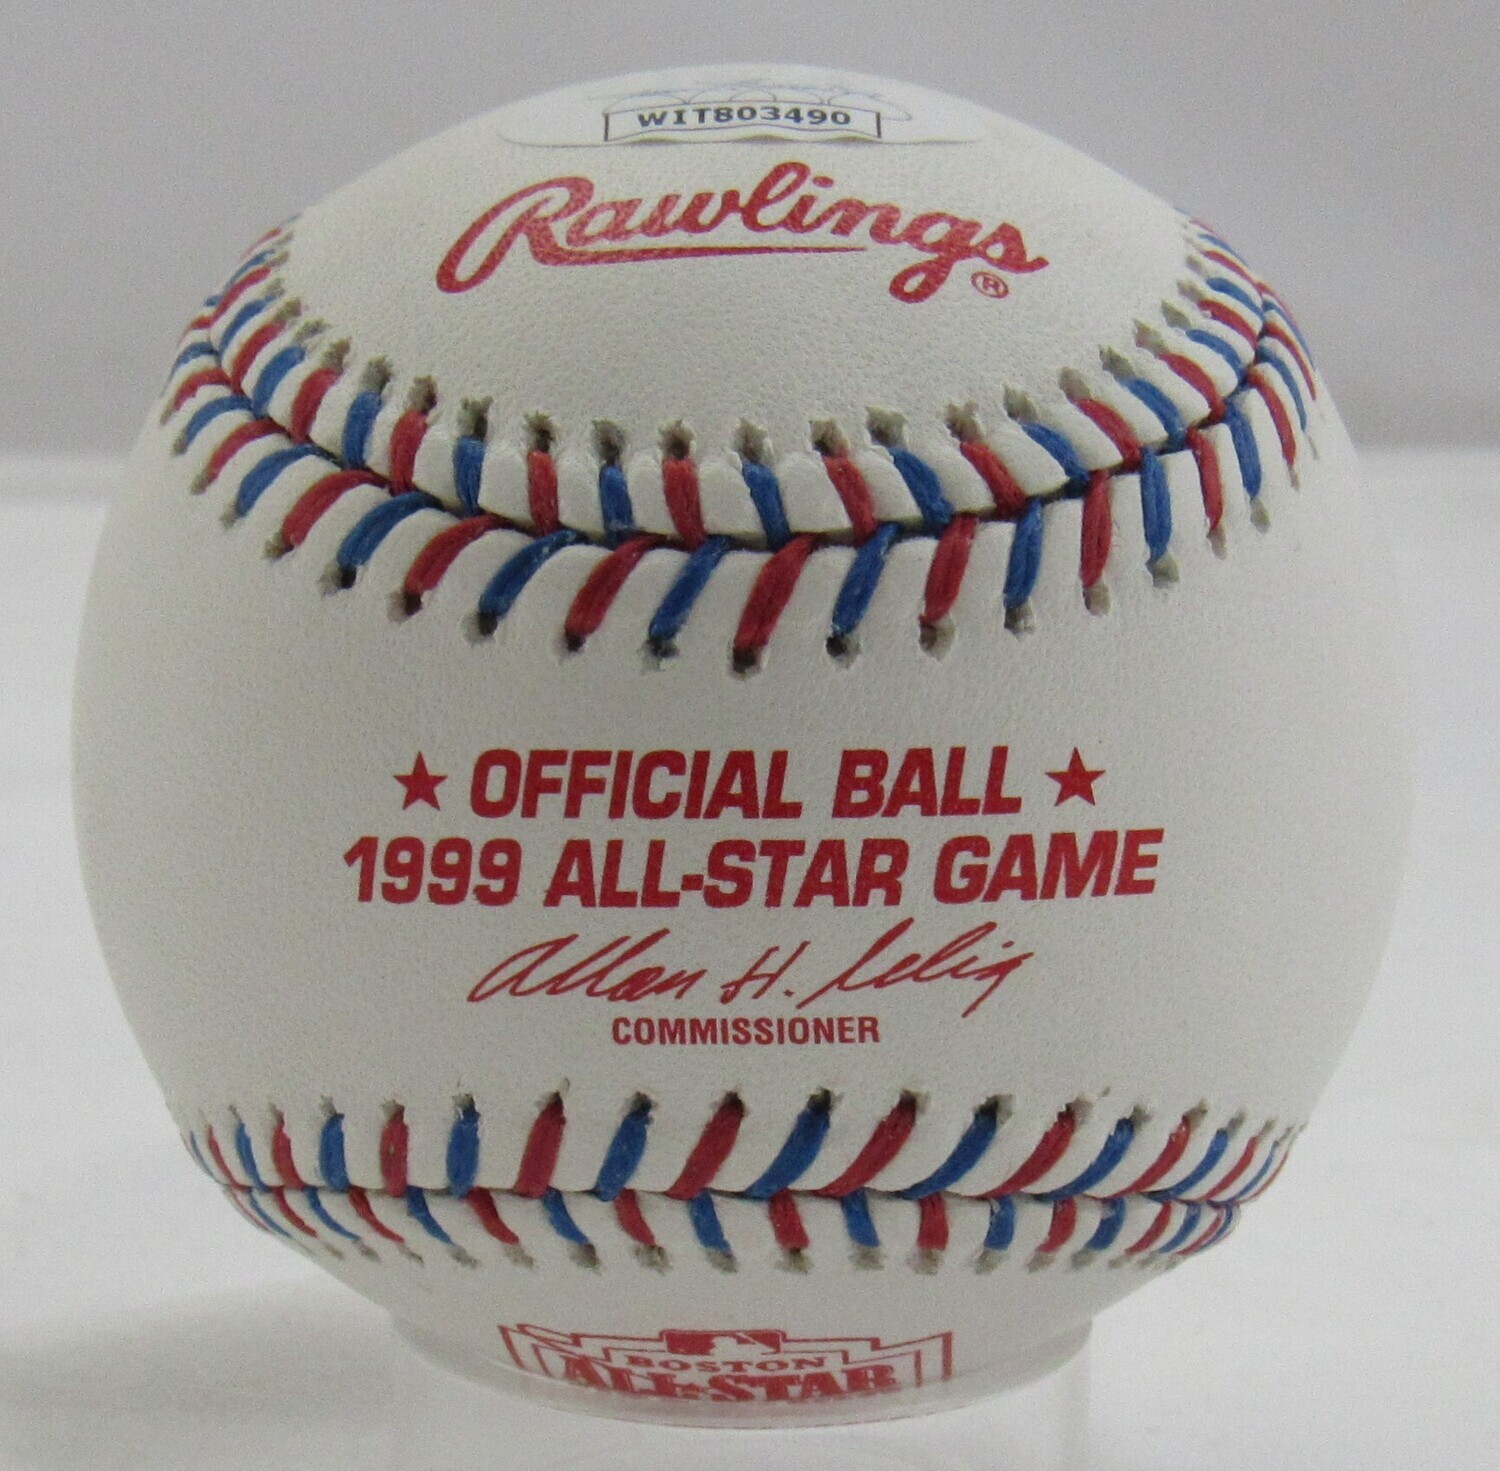 WIT803490
Rawlings
®
★ OFFICIAL BALL ★
1999 ALL-STAR GAME
Allan H. Selig
COMMISSIONER
BOSTON
ALL-STAR